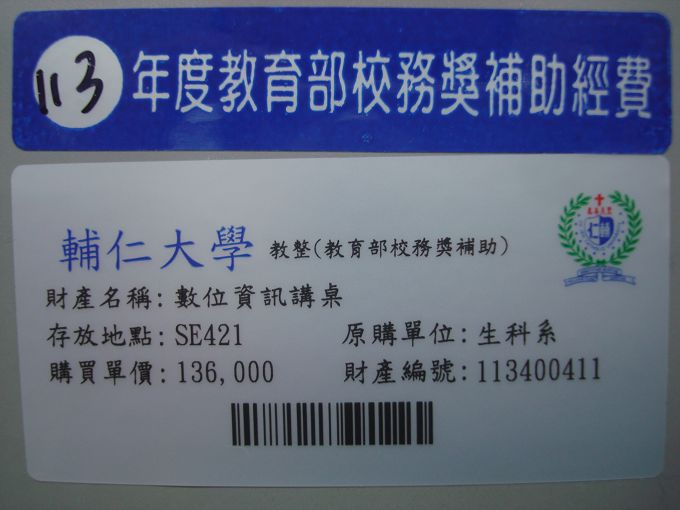 113年度教育部校務獎補助經費
輔仁大學 教整(教育部校務獎補助)
財產名稱: 數位資訊講桌
存放地點: SE421 原購單位: 生科系
購買單價: 136,000 財產編號: 113400411